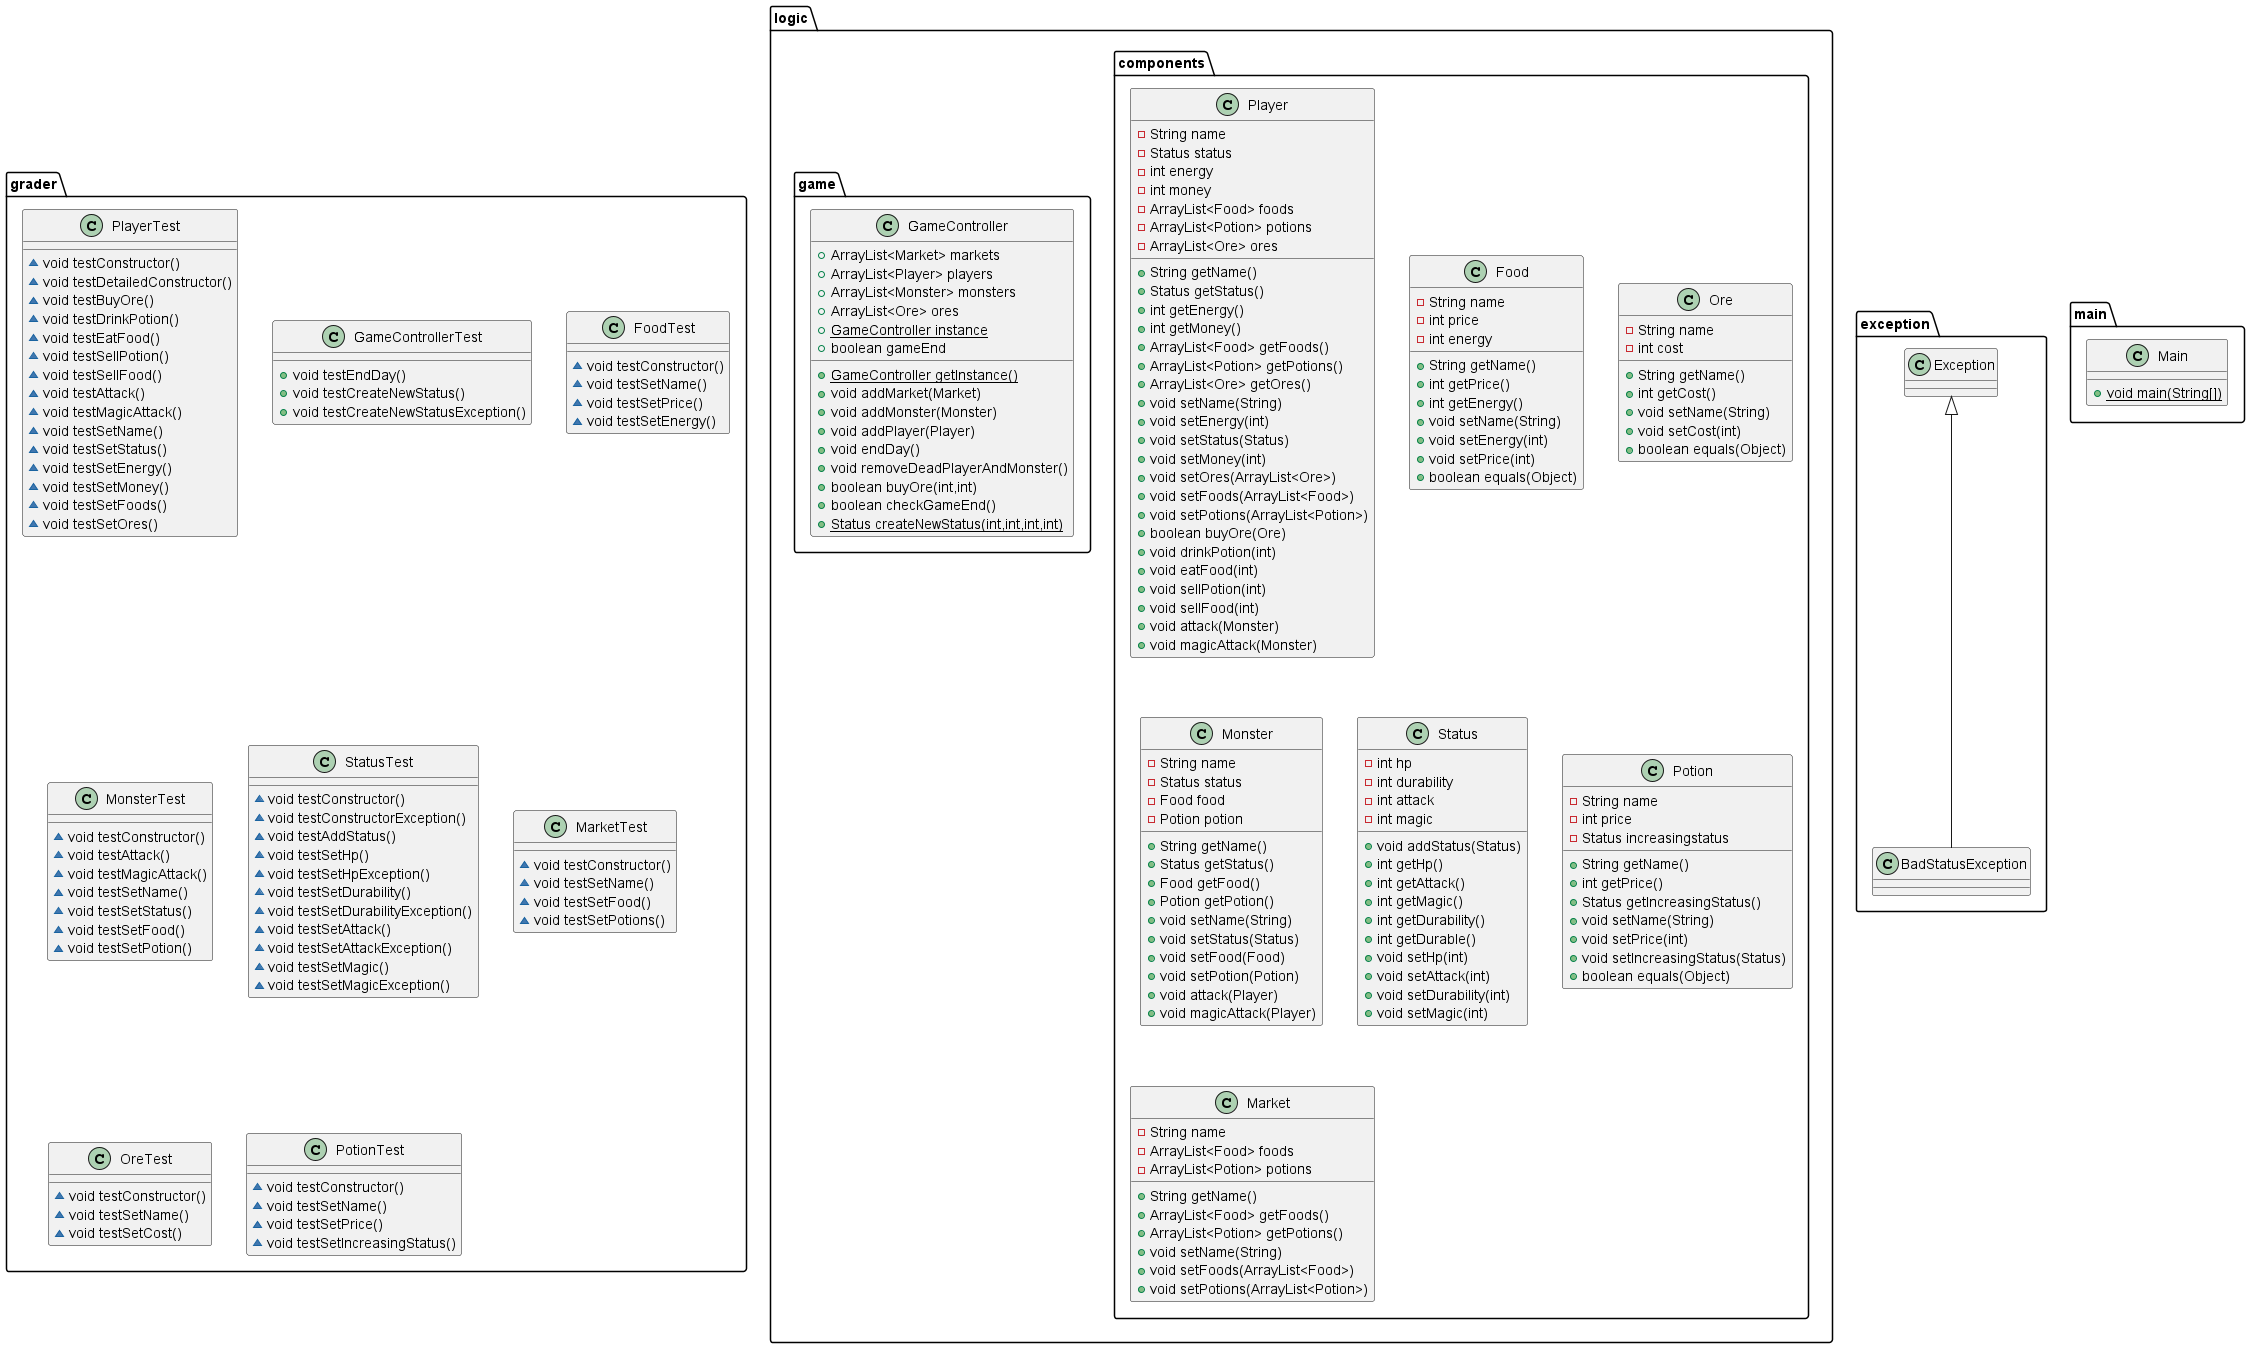 grader
C PlayerTest
void testConstructor()
void testDetailedConstructor()
void testBuyOre()
void testDrinkPotion()
void testEatFood()
void testSellPotion()
void testSellFood()
void testAttack()
void testMagicAttack()
void testSetName()
void testSetStatus()
void testSetEnergy()
void testSetMoney()
void testSetFoods()
void testSetOres()
C GameControllerTest
void testEndDay()
void testCreateNewStatus()
void testCreateNewStatusException()
C FoodTest
void testConstructor()
void testSetName()
void testSetPrice()
void testSetEnergy()
C MonsterTest
void testConstructor()
void testAttack()
void testMagicAttack()
void testSetName()
void testSetStatus()
void testSetFood()
void testSetPotion()
C StatusTest
void testConstructor()
void testConstructorException()
void testAddStatus()
void testSetHp()
void testSetHpException()
void testSetDurability()
void testSetDurabilityException()
void testSetAttack()
void testSetAttackException()
void testSetMagic()
void testSetMagicException()
C MarketTest
void testConstructor()
void testSetName()
void testSetFood()
void testSetPotions()
C OreTest
void testConstructor()
void testSetName()
void testSetCost()
C PotionTest
void testConstructor()
void testSetName()
void testSetPrice()
void testSetIncreasingStatus()
logic
game
C GameController
ArrayList<Market> markets
ArrayList<Player> players
ArrayList<Monster> monsters
ArrayList<Ore> ores
GameController instance
boolean gameEnd
GameController getInstance()
void addMarket(Market)
void addMonster(Monster)
void addPlayer(Player)
void endDay()
void removeDeadPlayerAndMonster()
boolean buyOre(int,int)
boolean checkGameEnd()
Status createNewStatus(int,int,int,int)
components
C Player
String name
Status status
int energy
int money
ArrayList<Food> foods
ArrayList<Potion> potions
ArrayList<Ore> ores
String getName()
Status getStatus()
int getEnergy()
int getMoney()
ArrayList<Food> getFoods()
ArrayList<Potion> getPotions()
ArrayList<Ore> getOres()
void setName(String)
void setEnergy(int)
void setStatus(Status)
void setMoney(int)
void setOres(ArrayList<Ore>)
void setFoods(ArrayList<Food>)
void setPotions(ArrayList<Potion>)
boolean buyOre(Ore)
void drinkPotion(int)
void eatFood(int)
void sellPotion(int)
void sellFood(int)
void attack(Monster)
void magicAttack(Monster)
C Food
String name
int price
int energy
String getName()
int getPrice()
int getEnergy()
void setName(String)
void setEnergy(int)
void setPrice(int)
boolean equals(Object)
C Ore
String name
int cost
String getName()
int getCost()
void setName(String)
void setCost(int)
boolean equals(Object)
C Monster
String name
Status status
Food food
Potion potion
String getName()
Status getStatus()
Food getFood()
Potion getPotion()
void setName(String)
void setStatus(Status)
void setFood(Food)
void setPotion(Potion)
void attack(Player)
void magicAttack(Player)
C Status
int hp
int durability
int attack
int magic
void addStatus(Status)
int getHp()
int getAttack()
int getMagic()
int getDurability()
int getDurable()
void setHp(int)
void setAttack(int)
void setDurability(int)
void setMagic(int)
C Potion
String name
int price
Status increasingstatus
String getName()
int getPrice()
Status getIncreasingStatus()
void setName(String)
void setPrice(int)
void setIncreasingStatus(Status)
boolean equals(Object)
C Market
String name
ArrayList<Food> foods
ArrayList<Potion> potions
String getName()
ArrayList<Food> getFoods()
ArrayList<Potion> getPotions()
void setName(String)
void setFoods(ArrayList<Food>)
void setPotions(ArrayList<Potion>)
exception
C Exception
C BadStatusException
main
C Main
void main(String[])